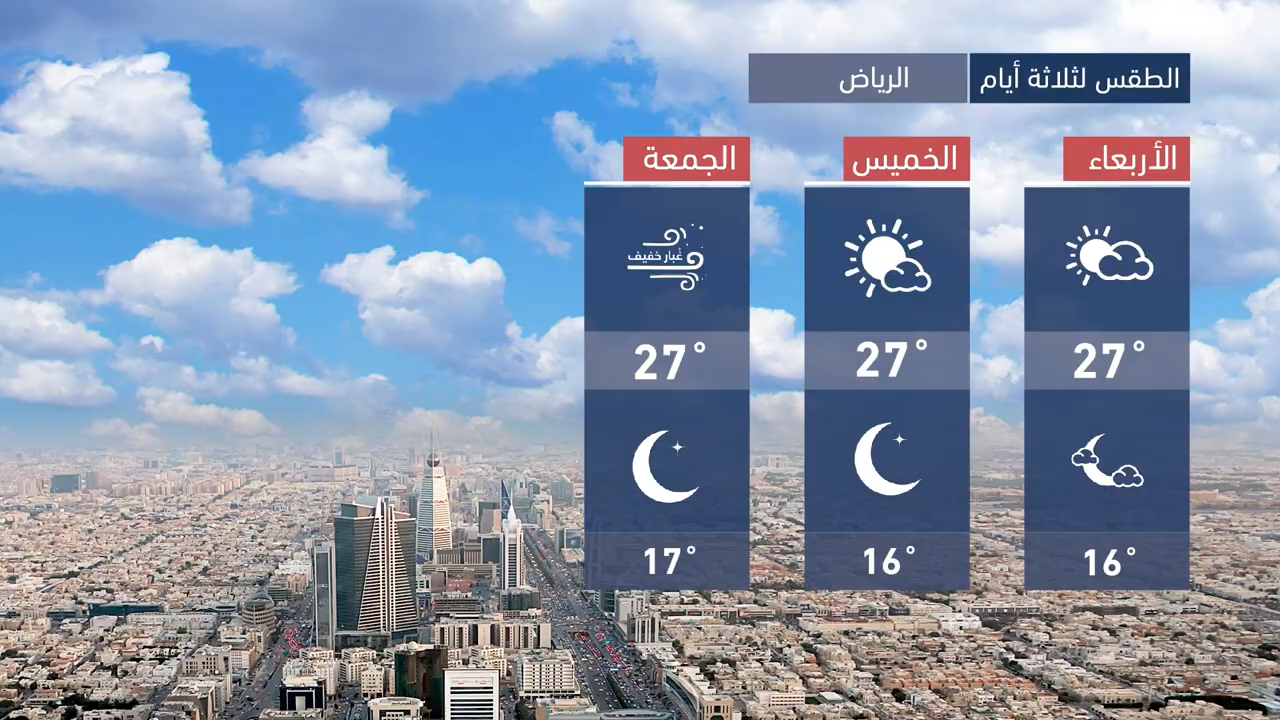 الطقس لثلاثة أيام
الرياض
الأربعاء
27°
16°
الخميس
27°
16°
الجمعة
غبار خفيف
27°
17°